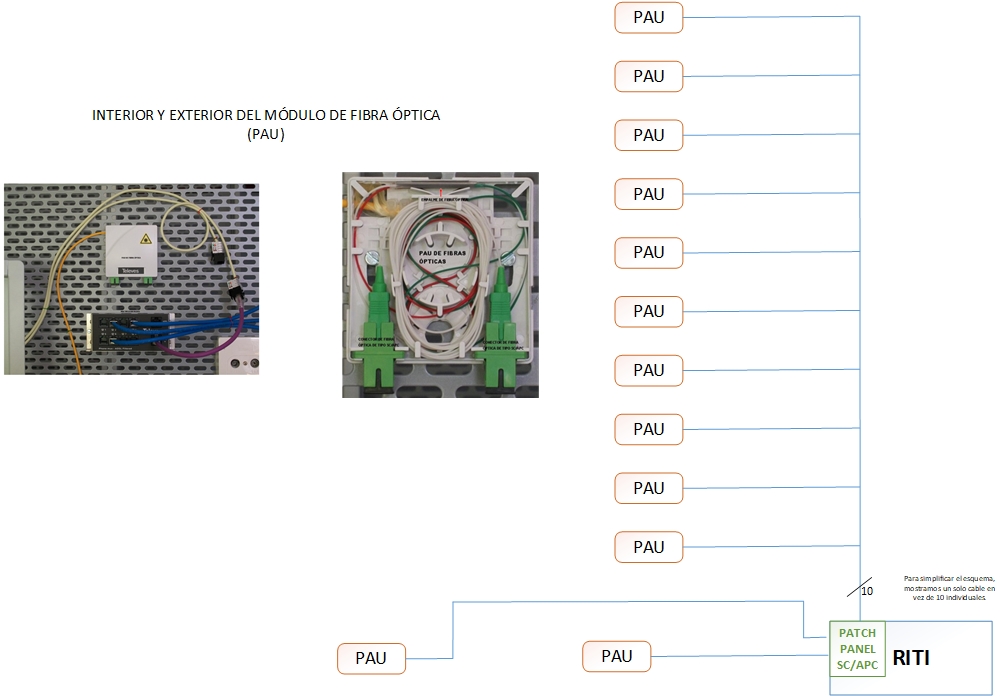 INTERIOR Y EXTERIOR DEL MÓDULO DE FIBRA ÓPTICA
(PAU)
Televes
EMPALME DE FIBRA ÓPTICA
PAU DE FIBRAS
ÓPTICAS
CONECTOR DE FIBRA
ÓPTICA DE TIPO SC/APC
CONECTOR DE FIBRA
ÓPTICA DE TIPO SC/APC
PAU
PAU
PAU
PAU
PAU
PAU
PAU
PAU
PAU
PAU
10
Para simplificar el esquema,
mostramos un solo cable en
vez de 10 individuales.
PAU
PAU
PATCH
PANEL
SC/APC
RITI